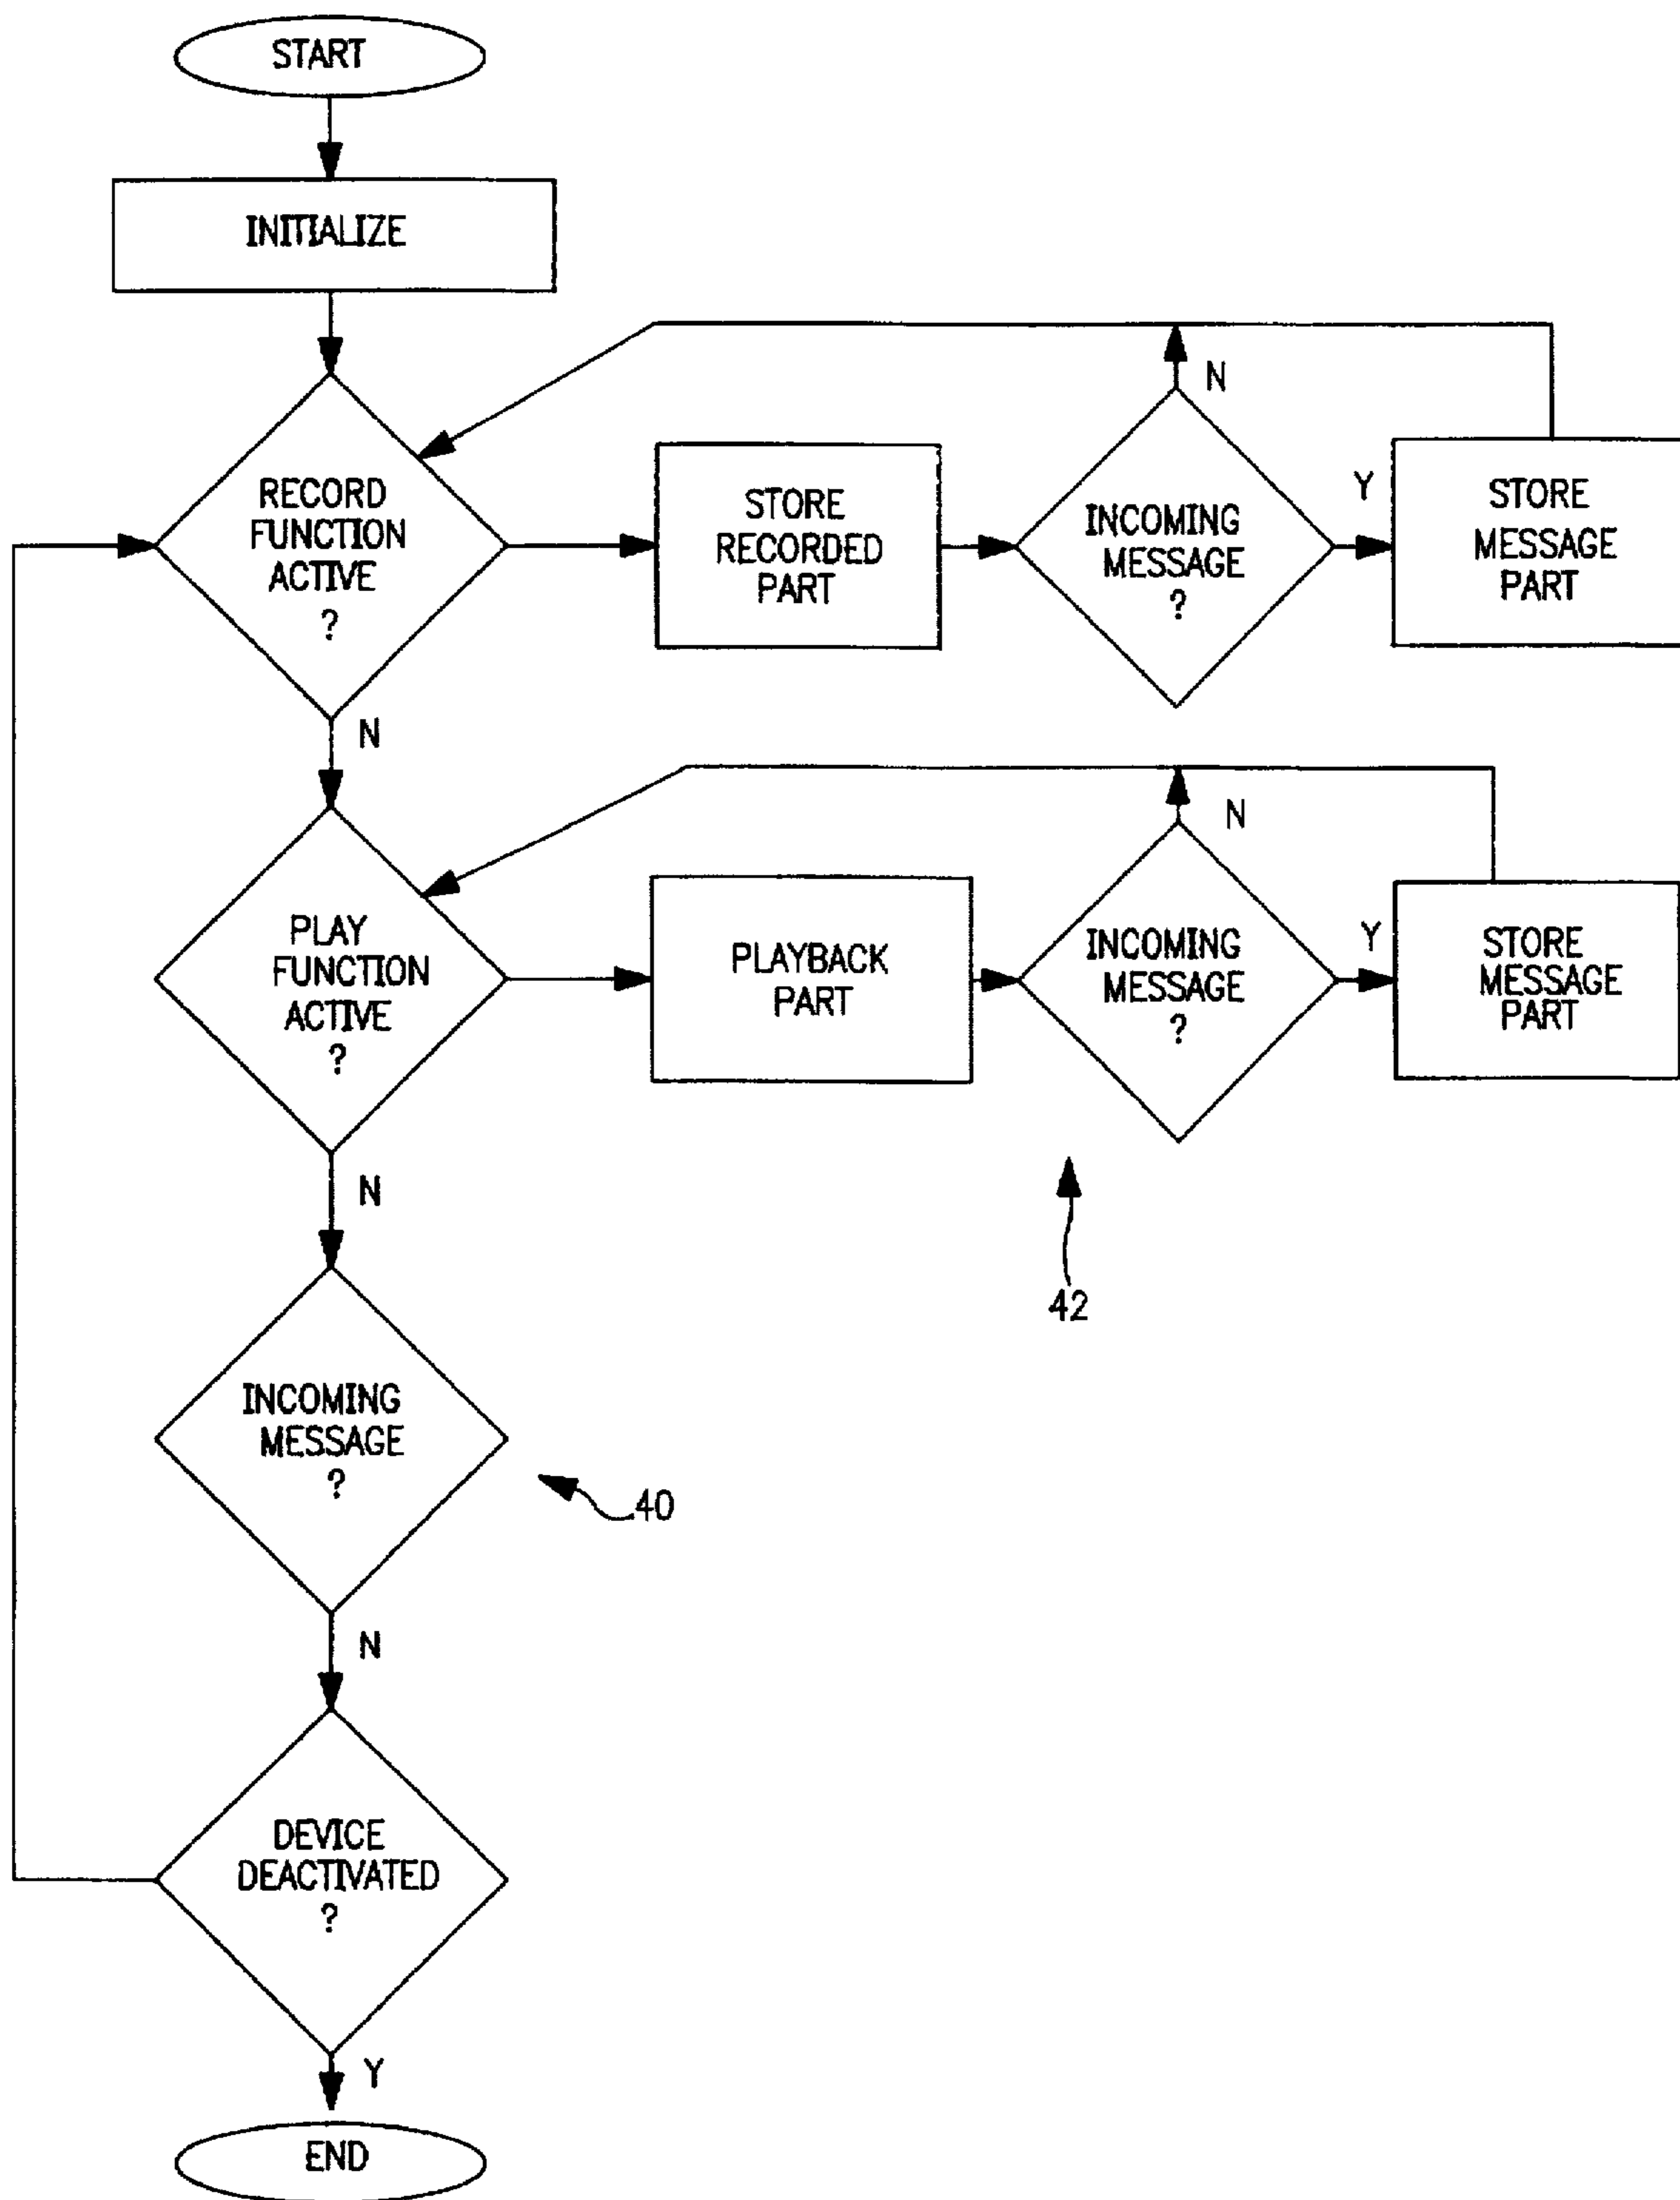 START
INITIALIZE
N
RECORD
FUNCTION
ACTIVE
?
STORE
RECORDED
PART
INCOMING
MESSAGE
?
Y
STORE
MESSAGE
PART
N
N
PLAY
FUNCTION
ACTIVE
?
PLAYBACK
PART
INCOMING
MESSAGE
?
Y
STORE
MESSAGE
PART
N
42
INCOMING
MESSAGE
?
40
N
DEVICE
DEACTIVATED
?
Y
END